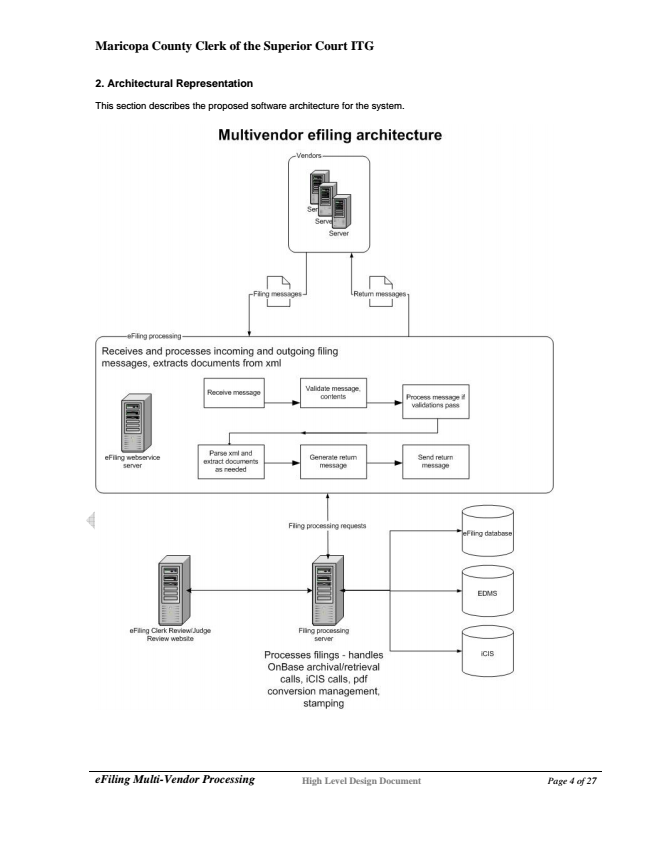 Maricopa County Clerk of the Superior Court ITG
2. Architectural Representation
This section describes the proposed software architecture for the system.
Multivendor efiling architecture
Vendors
Ser
Serve
Server
Filing messages
Return messages
eFiling processing
Receives and processes incoming and outgoing filing
messages, extracts documents from xml
Receive message
Validate message,
contents
Process message if
validations pass
eFiling webservice
server
Parse xml and
extract documents
as needed
Generate return
message
Send return
message
Filing processing requests
eFiling database
EDMS
iCIS
eFiling Clerk Review/Judge
Review website
Filing processing
server
Processes filings - handles
OnBase archival/retrieval
calls, iCIS calls, pdf
conversion management,
stamping
eFiling Multi-Vendor Processing
High Level Design Document
Page 4 of 27